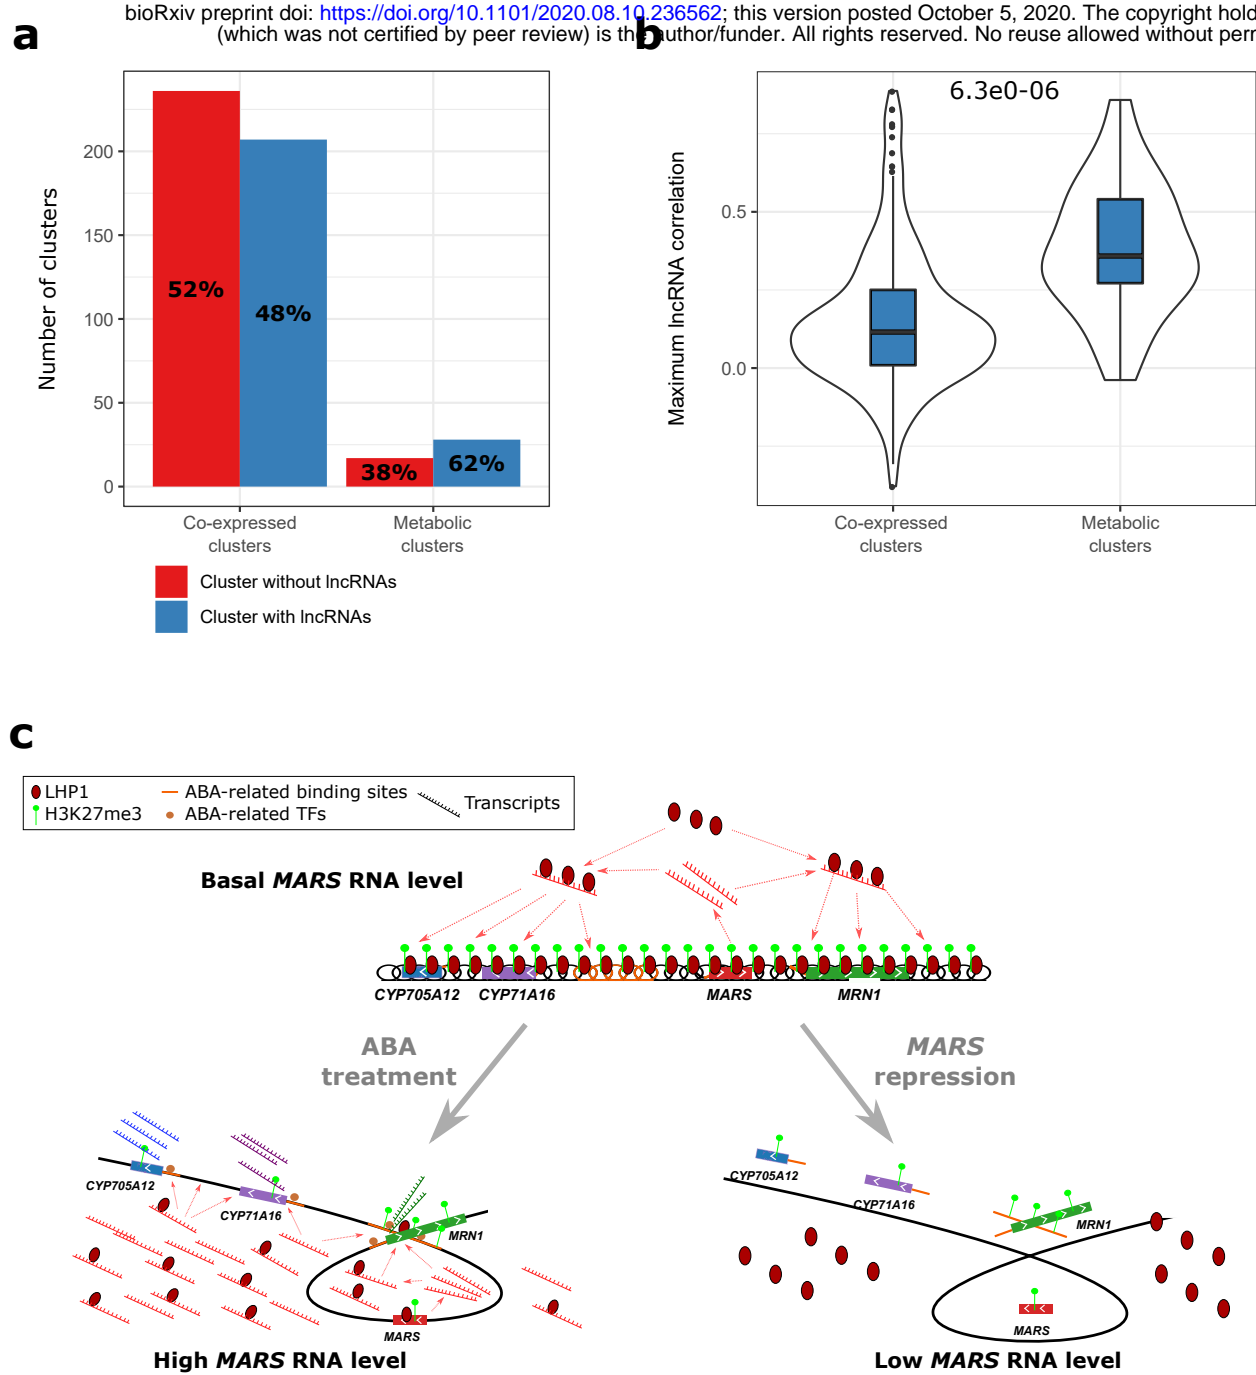 bioRxiv preprint doi: https://doi.org/10.1101/2020.08.10.236562; this version posted October 5, 2020. The copyright hold
(which was not certified by peer review) is the author/funder. All rights reserved. No reuse allowed without perm
a
Number of clusters
200
150
100
50
0
52%
48%
38%
62%
Co-expressed
clusters
Metabolic
clusters
Cluster without lncRNAs
Cluster with lncRNAs
b
Maximum lncRNA correlation
6.3e0-06
0.5
0.0
Co-expressed
clusters
Metabolic
clusters
c
LHP1
H3K27me3
ABA-related binding sites
ABA-related TFs
Transcripts
Basal MARS RNA level
CYP705A12
CYP71A16
MARS
MRN1
ABA
treatment
MARS
repression
CYP705A12
CYP71A16
MRN1
MARS
High MARS RNA level
CYP705A12
CYP71A16
MRN1
MARS
Low MARS RNA level